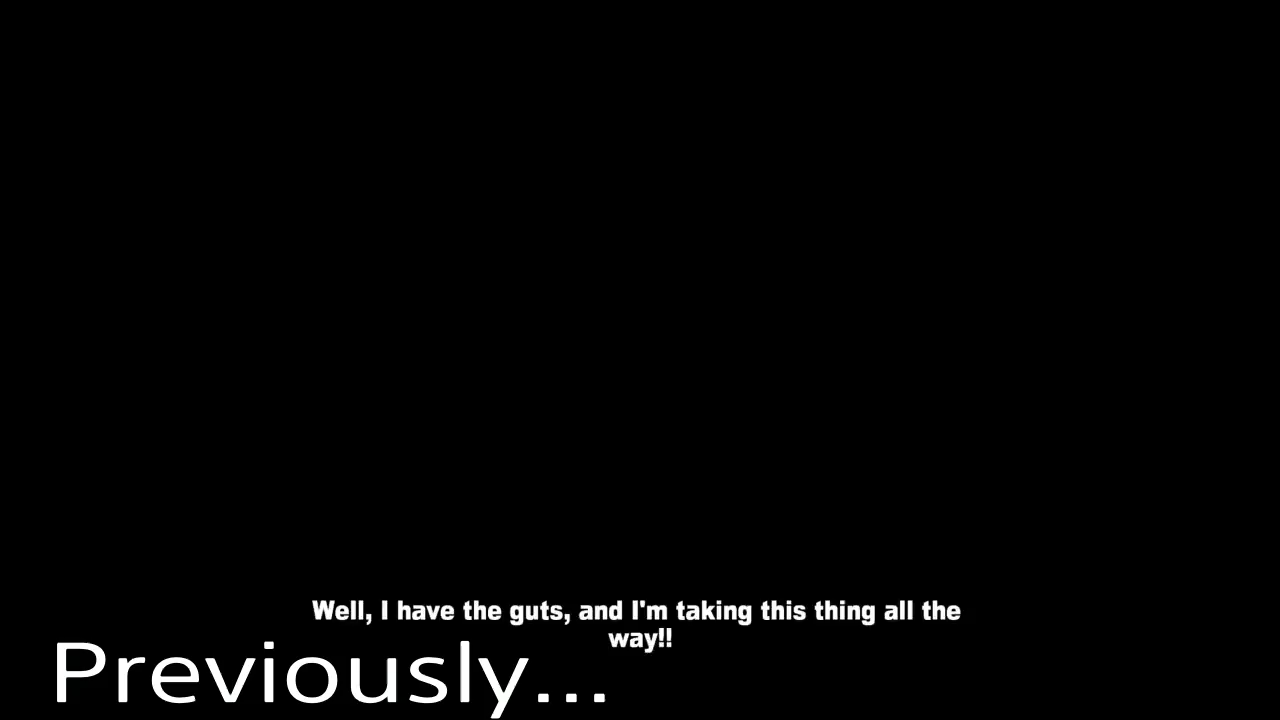 Well, I have the guts, and I'm taking this thing all the
way!!
Previously...